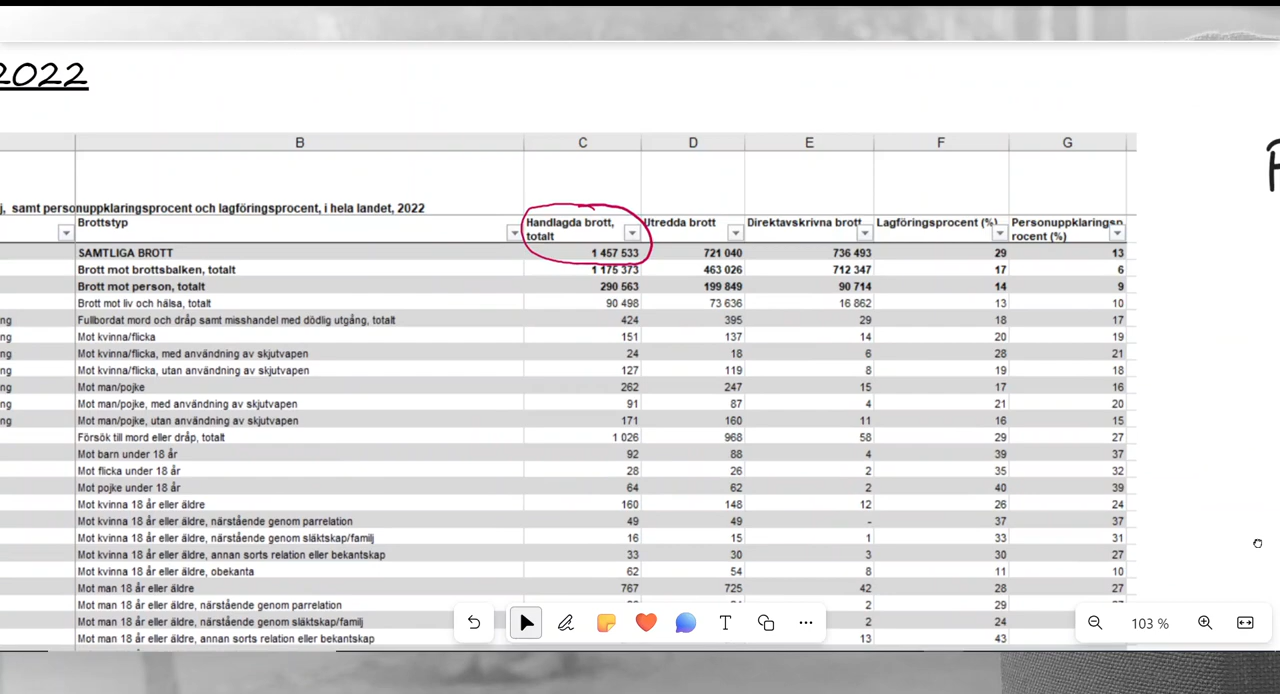 2022
B C D E F G
j, samt personuppklaringsprocent och lagföringsprocent, i hela landet, 2022
Brottstyp Handlagda brott, totalt Utredda brott Direktavskrivna brott Lagföringsprocent (%) Personuppklaringsprocent (%)
SAMTLIGA BROTT 1 457 533 721 040 736 493 29 13
Brott mot brottsbalken, totalt 1 175 373 463 026 712 347 17 6
Brott mot person, totalt 290 563 199 849 90 714 14 9
Brott mot liv och hälsa, totalt 90 498 73 636 16 862 13 10
ng Fullbordat mord och dråp samt misshandel med dödlig utgång, totalt 424 395 29 18 17
ng Mot kvinna/flicka 151 137 14 20 19
ng Mot kvinna/flicka, med användning av skjutvapen 24 18 6 28 21
ng Mot kvinna/flicka, utan användning av skjutvapen 127 119 8 19 18
ng Mot man/pojke 262 247 15 17 16
ng Mot man/pojke, med användning av skjutvapen 91 87 4 21 20
ng Mot man/pojke, utan användning av skjutvapen 171 160 11 16 15
Försök till mord eller dråp, totalt 1 026 968 58 29 27
Mot barn under 18 år 92 88 4 39 37
Mot flicka under 18 år 28 26 2 35 32
Mot pojke under 18 år 64 62 2 40 39
Mot kvinna 18 år eller äldre 160 148 12 26 24
Mot kvinna 18 år eller äldre, närstående genom parrelation 49 49 - 37 37
Mot kvinna 18 år eller äldre, närstående genom släktskap/familj 16 15 1 33 31
Mot kvinna 18 år eller äldre, annan sorts relation eller bekantskap 33 30 3 30 27
Mot kvinna 18 år eller äldre, obekanta 62 54 8 11 10
Mot man 18 år eller äldre 767 725 42 28 27
Mot man 18 år eller äldre, närstående genom parrelation 2 29
Mot man 18 år eller äldre, närstående genom släktskap/familj 2 24
Mot man 18 år eller äldre, annan sorts relation eller bekantskap 13 43
T 103 %